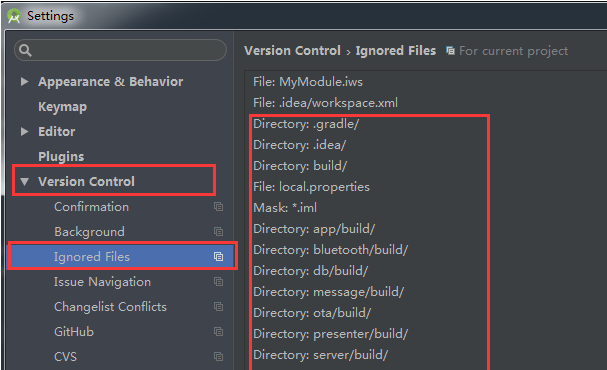 Settings
Appearance & Behavior
Keymap
Editor
Plugins
Version Control
Confirmation
Background
Ignored Files
Issue Navigation
Changelist Conflicts
GitHub
CVS
Version Control › Ignored Files For current project
File: MyModule.iws
File: .idea/workspace.xml
Directory: .gradle/
Directory: .idea/
Directory: build/
File: local.properties
Mask: *.iml
Directory: app/build/
Directory: bluetooth/build/
Directory: db/build/
Directory: message/build/
Directory: ota/build/
Directory: presenter/build/
Directory: server/build/